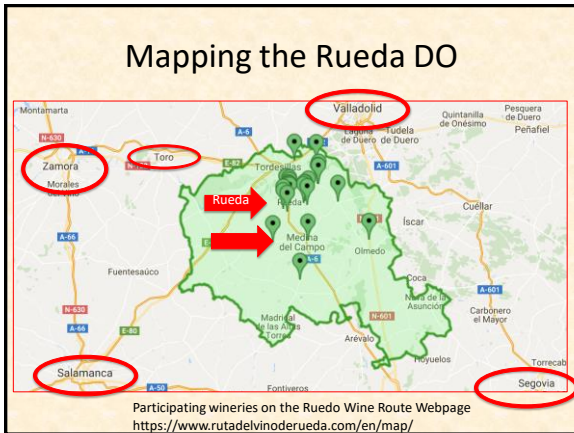 Mapping the Rueda DO
Montamarta
N-630
A-6
Valladolid
Quintanilla
de Onésimo
Pesquera
de Duero
Peñafiel
Laguna
de Duero
Tudela
de Duero
N-630
Toro
E-82
Tordesillas
A-601
Zamora
Morales
Rueda
Rueda
A-66
Íscar
Cuéllar
Medina
del Campo
Olmedo
A-6
Fuentesaúco
Coca
A-601
Nava de la
Asunción
Carbonero
el Mayor
N-630
E-80
A-66
Madrigal
de las Altas
Torres
N-601
Arévalo
Hoyuelos
Torrecab
Salamanca
A-50
Fontiveros
Segovia
Participating wineries on the Ruedo Wine Route Webpage
https://www.rutadelvinoderueda.com/en/map/